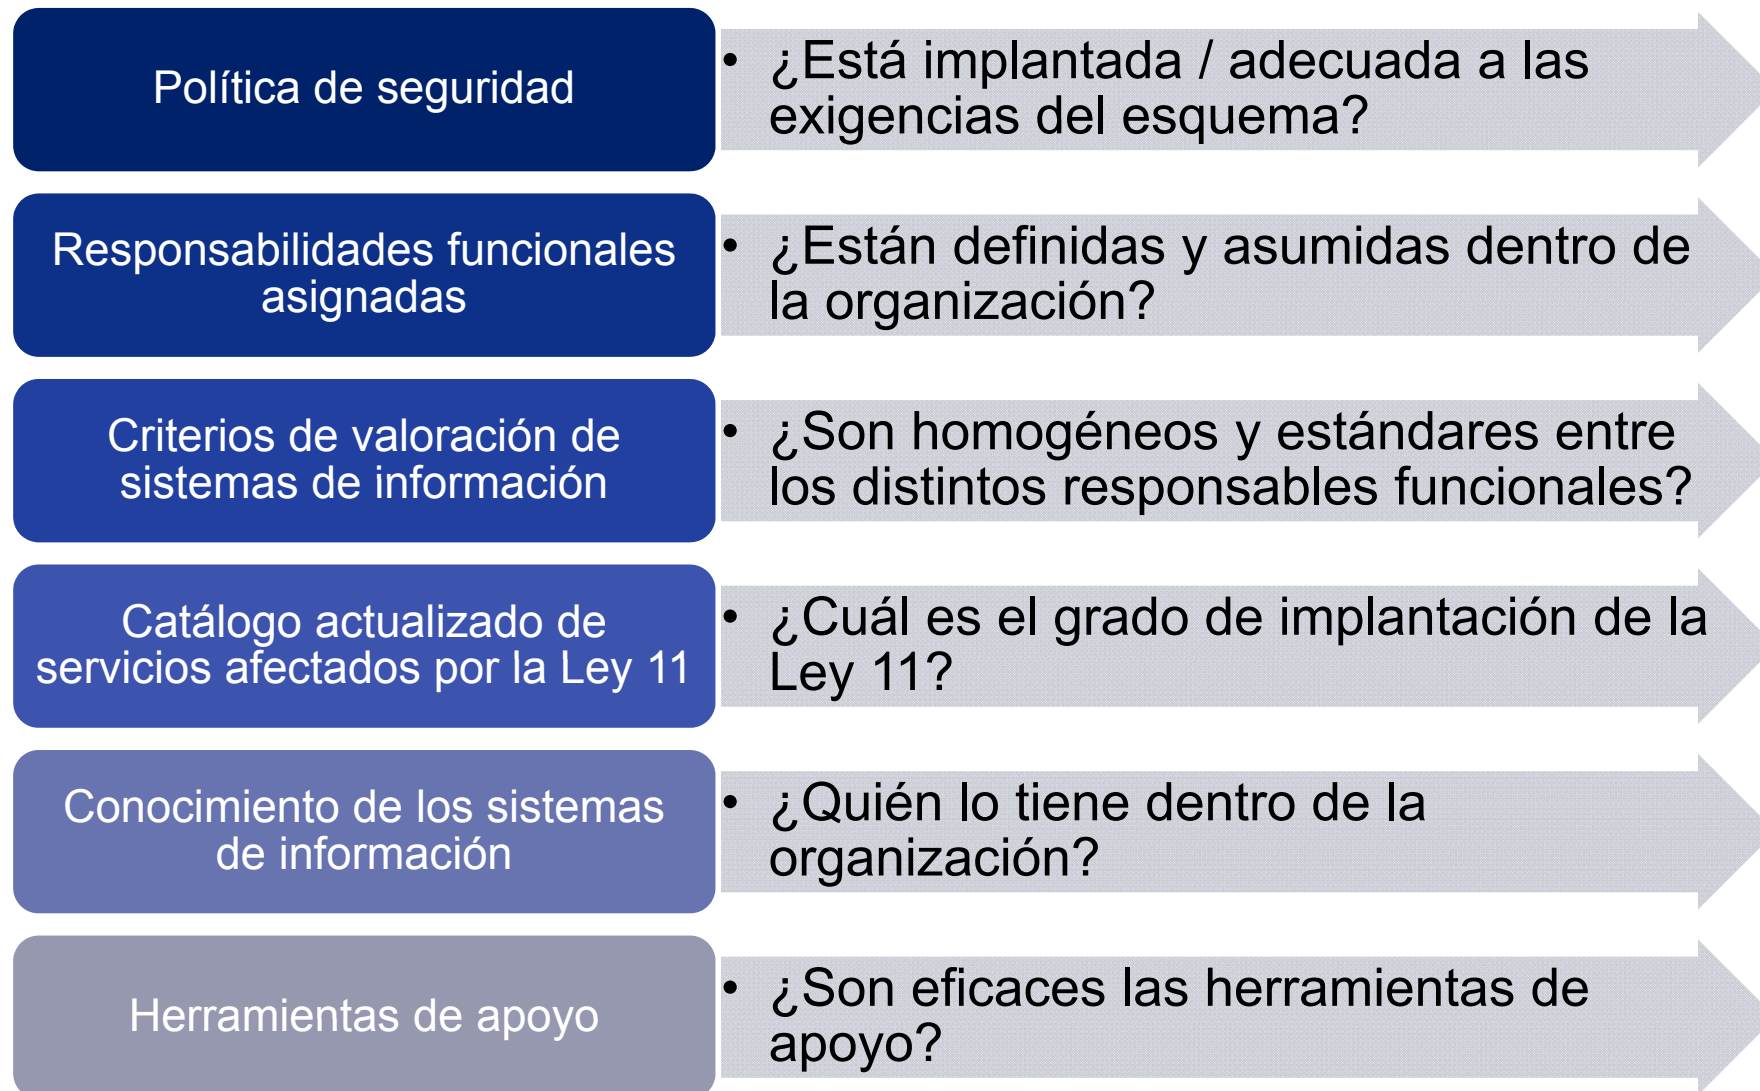 Política de seguridad
• ¿Está implantada / adecuada a las
exigencias del esquema?
Responsabilidades funcionales
asignadas
• ¿Están definidas y asumidas dentro de
la organización?
Criterios de valoración de
sistemas de información
• ¿Son homogéneos y estándares entre
los distintos responsables funcionales?
Catálogo actualizado de
servicios afectados por la Ley 11
• ¿Cuál es el grado de implantación de la
Ley 11?
Conocimiento de los sistemas
de información
• ¿Quién lo tiene dentro de la
organización?
Herramientas de apoyo
• ¿Son eficaces las herramientas de
apoyo?